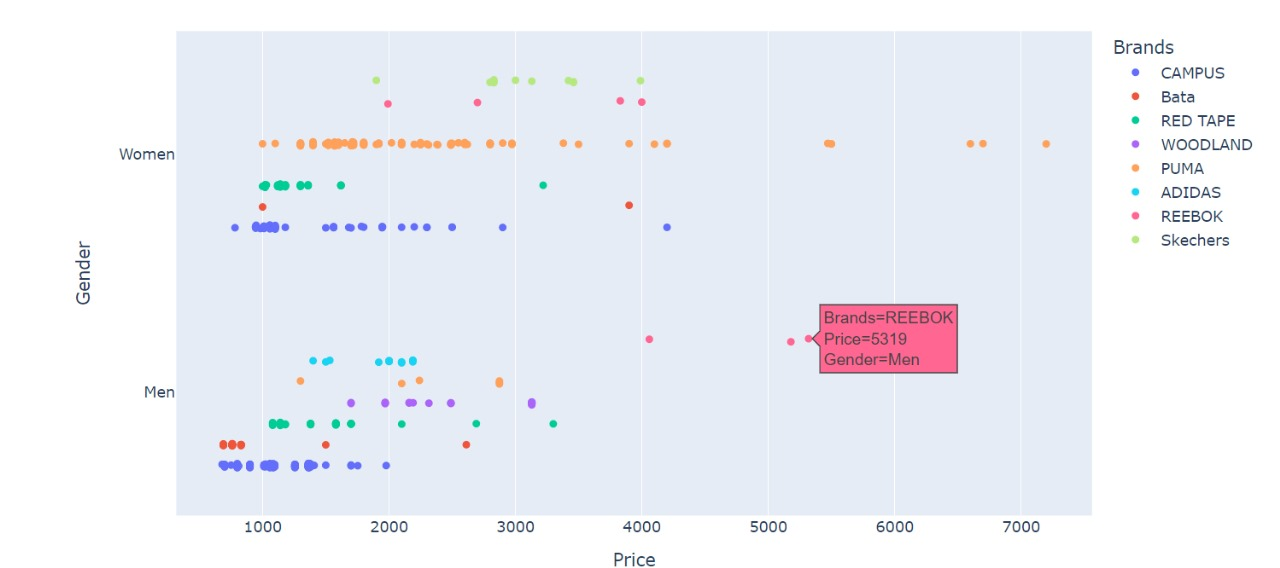 Brands
CAMPUS
Bata
RED TAPE
WOODLAND
PUMA
ADIDAS
REEBOK
Skechers
Women
Gender
Men
Brands=REEBOK
Price=5319
Gender=Men
1000 2000 3000 4000 5000 6000 7000
Price